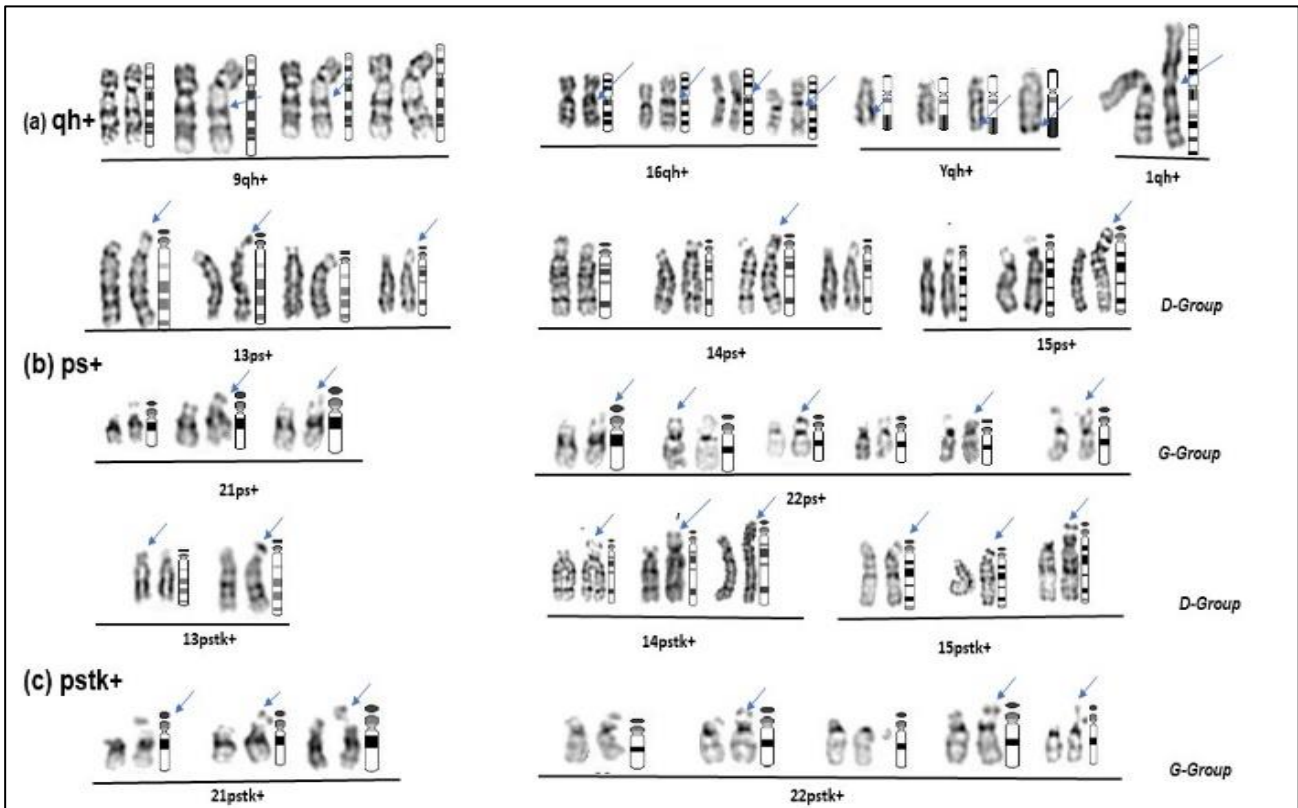 (a) qh+
9qh+
16qh+
Yqh+
1qh+
D-Group
13ps+
14ps+
15ps+
(b) ps+
G-Group
21ps+
22ps+
D-Group
13pstk+
14pstk+
15pstk+
(c) pstk+
G-Group
21pstk+
22pstk+